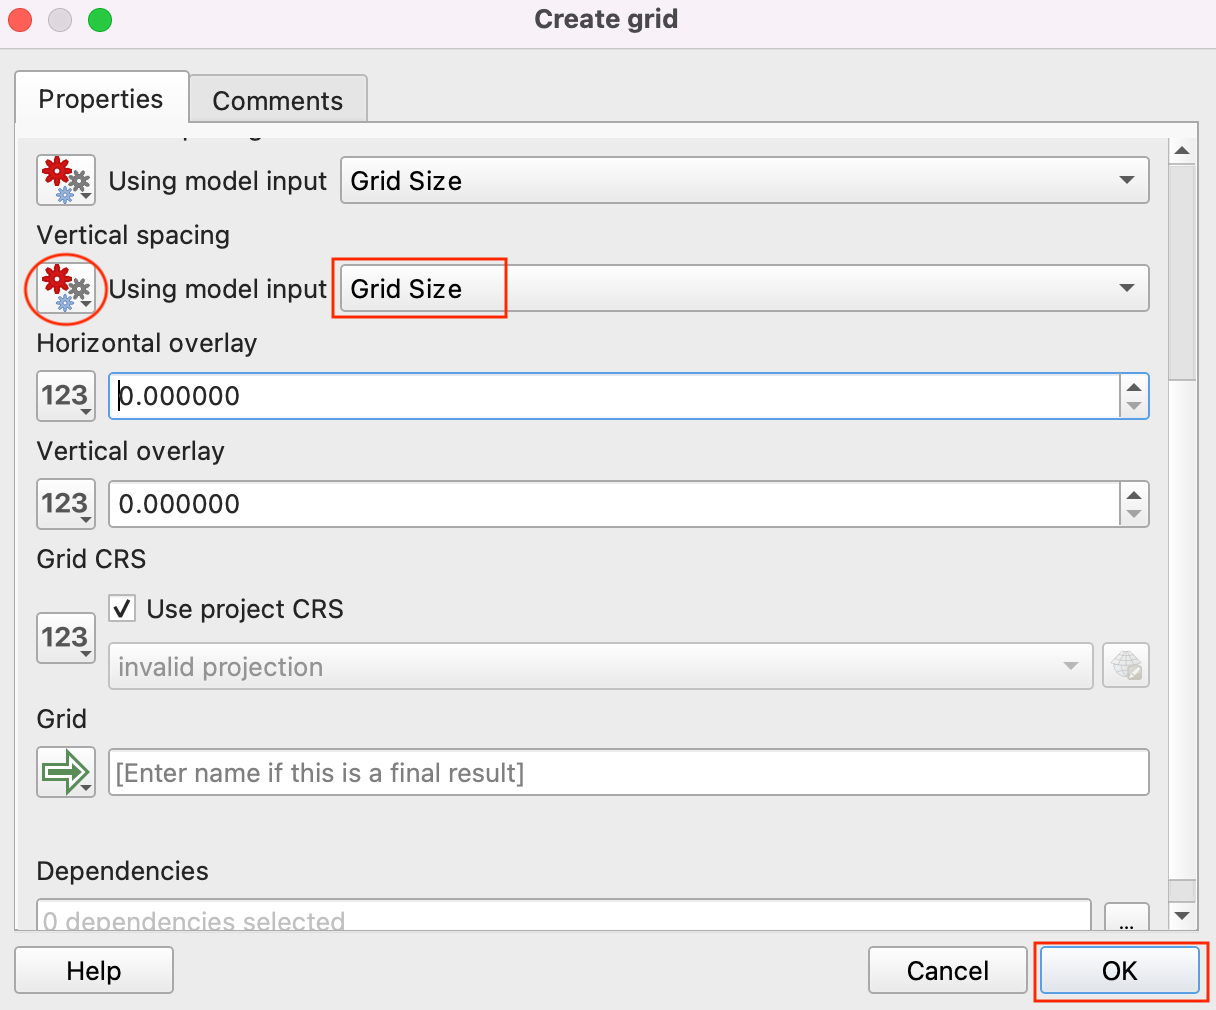 Create grid
Properties
Comments
Using model input
Grid Size
Vertical spacing
Using model input
Grid Size
Horizontal overlay
123
0.000000
Vertical overlay
123
0.000000
Grid CRS
Use project CRS
123
invalid projection
Grid
[Enter name if this is a final result]
Dependencies
0 dependencies selected
...
Help
Cancel
OK